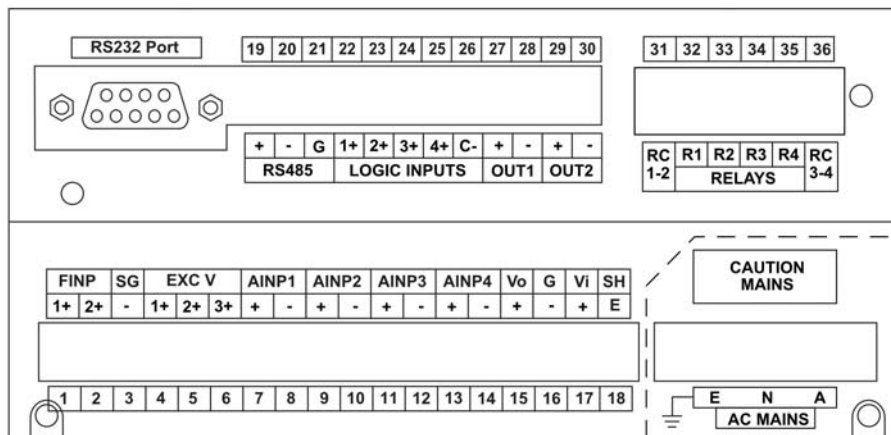 RS232 Port
19 20 21 22 23 24 25 26 27 28 29 30
31 32 33 34 35 36
+ - G 1+ 2+ 3+ 4+ C- + - + -
RS485 LOGIC INPUTS OUT1 OUT2
RC 1-2 R1 R2 R3 R4 RC 3-4
RELAYS
CAUTION
MAINS
FINP SG EXC V AINP1 AINP2 AINP3 AINP4 Vo G Vi SH
1+ 2+ - 1+ 2+ 3+ + - + - + - + - + - + E
1 2 3 4 5 6 7 8 9 10 11 12 13 14 15 16 17 18
E N A
AC MAINS